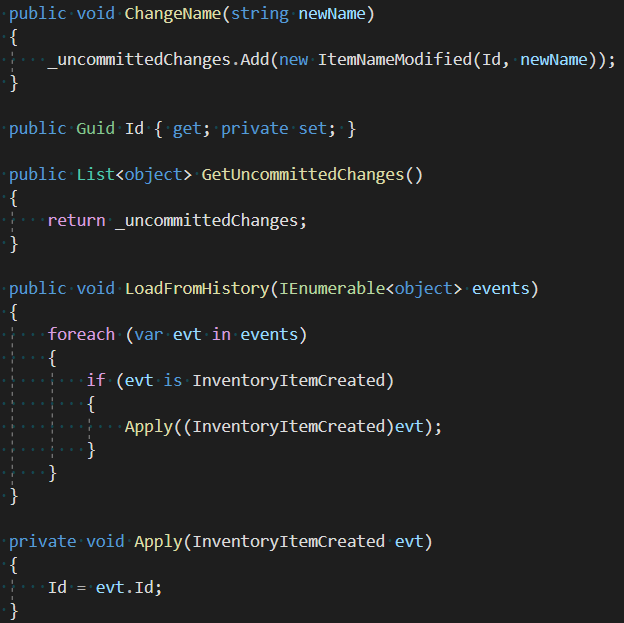 public void ChangeName(string newName)
{
    _uncommittedChanges.Add(new ItemNameModified(Id, newName));
}

public Guid Id { get; private set; }

public List<object> GetUncommittedChanges()
{
    return _uncommittedChanges;
}

public void LoadFromHistory(IEnumerable<object> events)
{
    foreach (var evt in events)
    {
        if (evt is InventoryItemCreated)
        {
            Apply((InventoryItemCreated)evt);
        }
    }
}

private void Apply(InventoryItemCreated evt)
{
    Id = evt.Id;
}